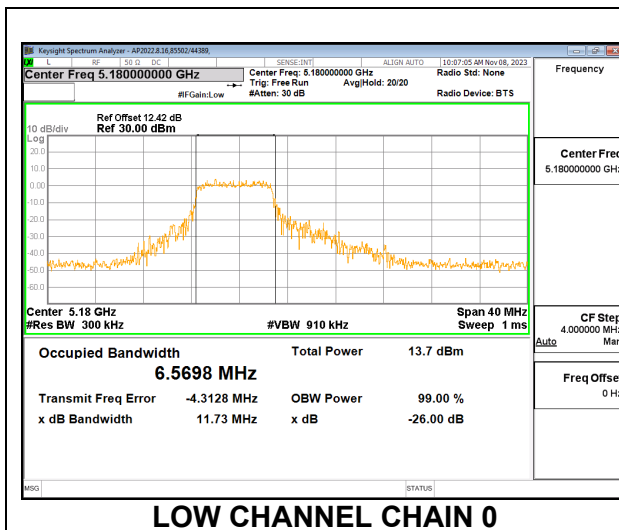 Keysight Spectrum Analyzer - AP2022.8.16,85502/44389,
L RF 50 Ω DC SENSE:INT ALIGN AUTO 10:07:05 AM Nov 08, 2023
Center Freq 5.180000000 GHz
Center Freq: 5.180000000 GHz Radio Std: None
Trig: Free Run Avg|Hold: 20/20
#IFGain:Low #Atten: 30 dB Radio Device: BTS
Frequency
Ref Offset 12.42 dB
10 dB/div Ref 30.00 dBm
Log
20.0
10.0
0.00
-10.0
-20.0
-30.0
-40.0
-50.0
-60.0
Center Freq
5.180000000 GHz
Center 5.18 GHz Span 40 MHz
#Res BW 300 kHz #VBW 910 kHz Sweep 1 ms
CF Step
4.000000 MHz
Auto Man
Occupied Bandwidth Total Power 13.7 dBm
6.5698 MHz
Transmit Freq Error -4.3128 MHz OBW Power 99.00 %
x dB Bandwidth 11.73 MHz x dB -26.00 dB
Freq Offset
0 Hz
MSG STATUS
LOW CHANNEL CHAIN 0